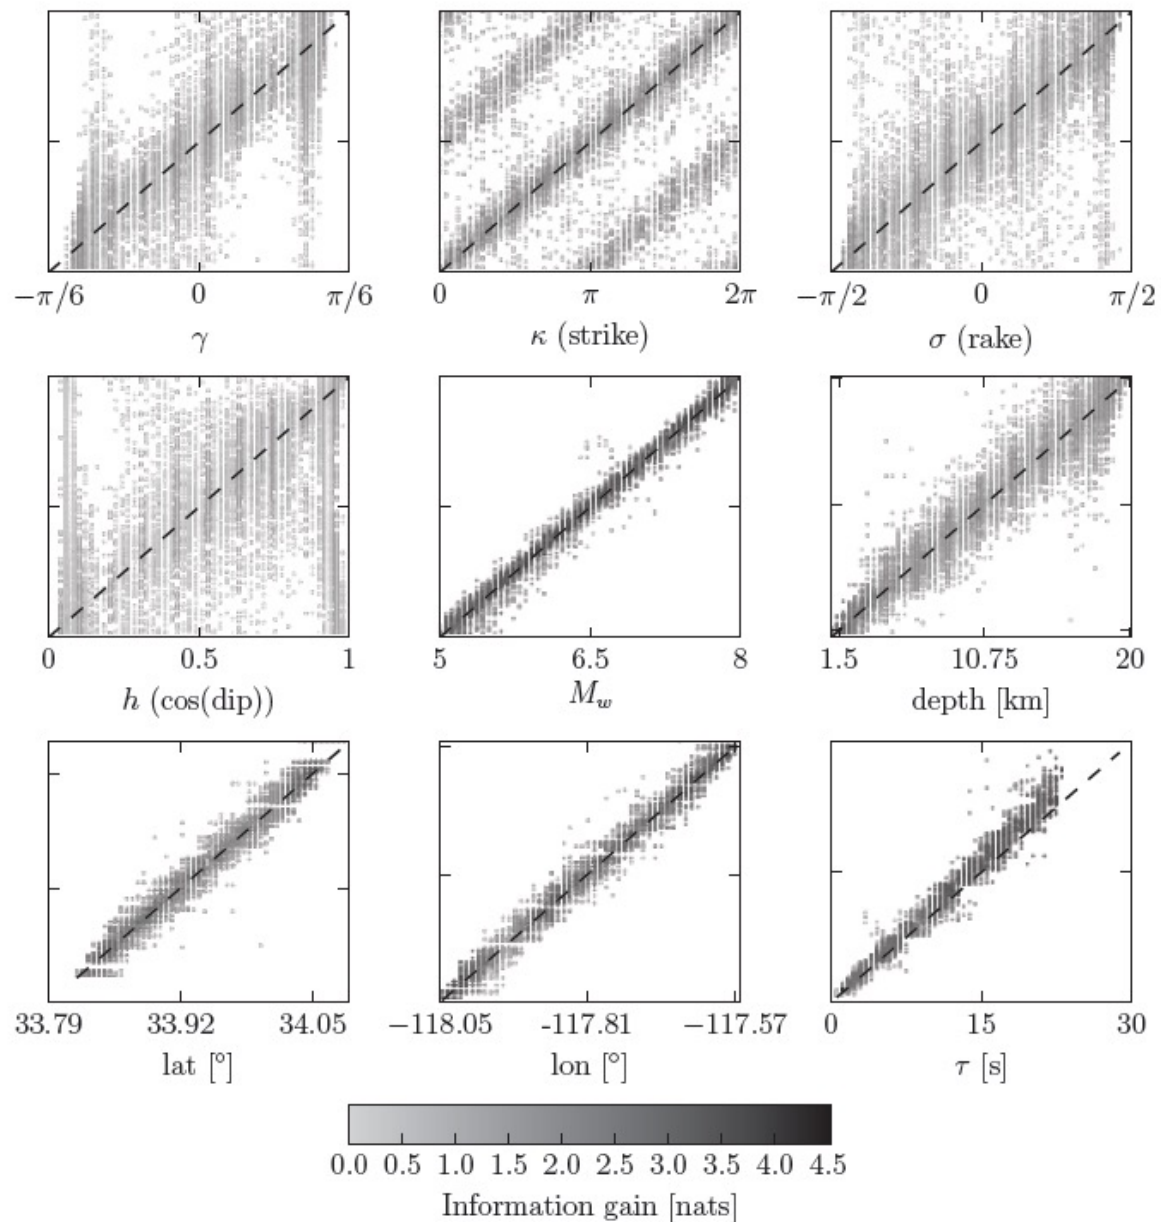 −π/6 0 π/6
γ
0 π 2π
κ (strike)
−π/2 0 π/2
σ (rake)
0 0.5 1
h (cos(dip))
5 6.5 8
M_w
1.5 10.75 20
depth [km]
33.79 33.92 34.05
lat [°]
−118.05 -117.81 −117.57
lon [°]
0 15 30
τ [s]
0.0 0.5 1.0 1.5 2.0 2.5 3.0 3.5 4.0 4.5
Information gain [nats]